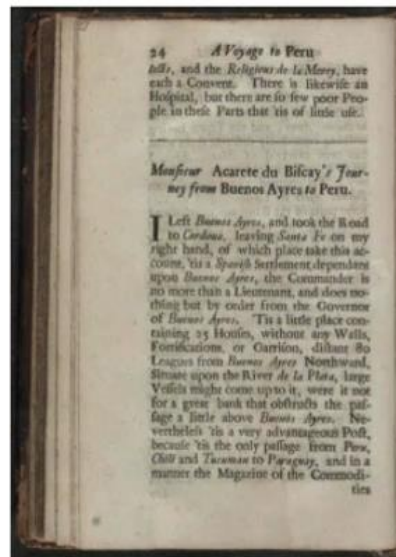 24 A Voyage to Peru
lects, and the Religious de la Mercy, have
each a Convent. There is likewiſe an
Hoſpital, but there are ſo few poor Peo-
ple in theſe Parts that 'tis of little uſe.
Monſieur Acarete du Biſcay's Jour-
ney from Buenos Ayres to Peru.
I Left Buenos Ayres, and took the Road
to Cordoua, leaving Santa Fe on my
right hand, of which place take this ac-
count, 'tis a Spaniſh Settlement dependant
upon Buenos Ayres, the Commander is
no more than a Lieutenant, and does no-
thing but by order from the Governor
of Buenos Ayres. 'Tis a little place con-
taining 25 Houſes, without any Walls,
Fortifications, or Garriſon, diſtant 80
Leagues from Buenos Ayres Northward,
Situate upon the River de la Plata, large
Veſſels might come up to it, were it not
for a great bank that obſtructs the paſ-
ſage a little above Buenos Ayres. Ne-
vertheleſs 'tis a very advantageous Poſt,
becauſe 'tis the only paſſage from Peru,
Chili and Tucuman to Paraguay, and in a
manner the Magazine of the Commodi-
ties